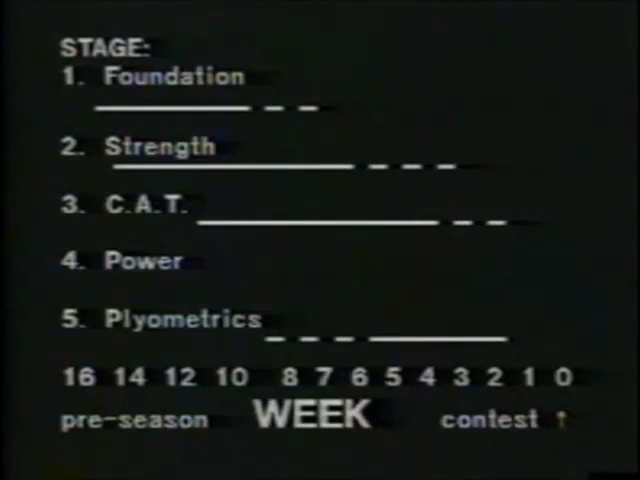 STAGE:
1. Foundation
2. Strength
3. C.A.T.
4. Power
5. Plyometrics
16 14 12 10 8 7 6 5 4 3 2 1 0
pre-season WEEK contest ↑